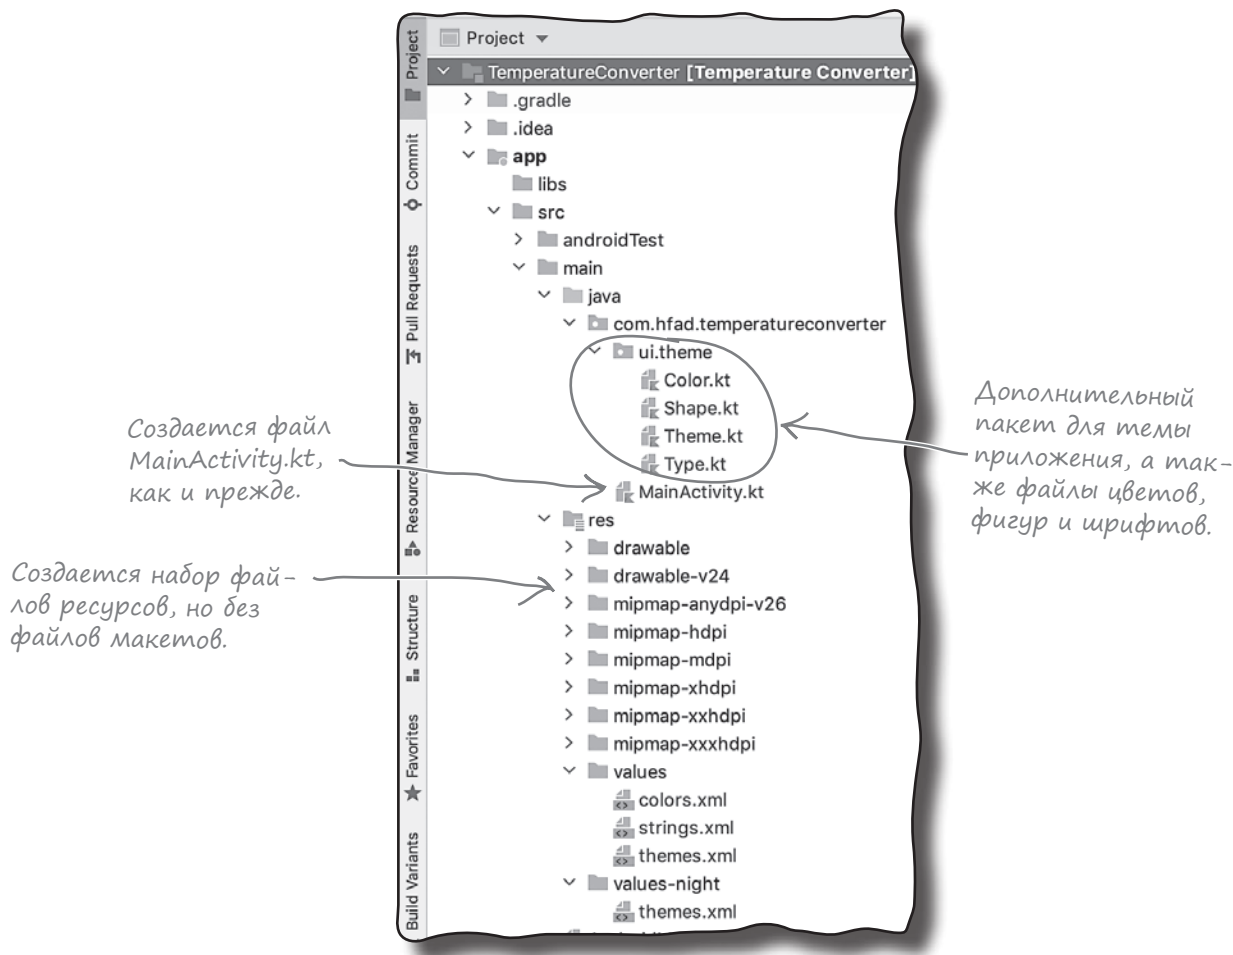 Project
TemperatureConverter [Temperature Converter]
.gradle
.idea
app
libs
src
androidTest
main
java
com.hfad.temperatureconverter
ui.theme
Color.kt
Shape.kt
Theme.kt
Type.kt
MainActivity.kt
res
drawable
drawable-v24
mipmap-anydpi-v26
mipmap-hdpi
mipmap-mdpi
mipmap-xhdpi
mipmap-xxhdpi
mipmap-xxxhdpi
values
colors.xml
strings.xml
themes.xml
values-night
themes.xml
Project
Commit
Pull Requests
Resource Manager
Structure
Favorites
Build Variants
Создается файл
MainActivity.kt,
как и прежде.
Создается набор фай-
лов ресурсов, но без
файлов макетов.
Дополнительный
пакет для темы
приложения, а так-
же файлы цветов,
фигур и шрифтов.